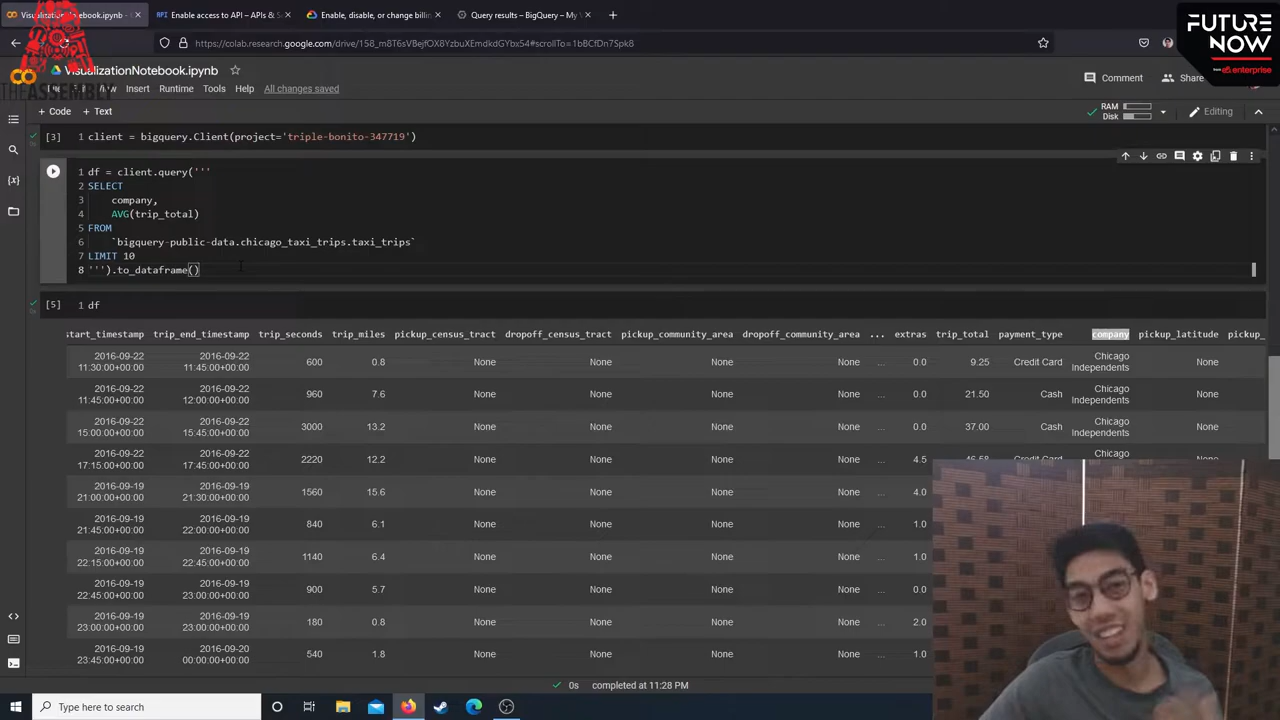 VisualizationNotebook.ipynb
Enable access to API – APIs & S
Enable, disable, or change billin
Query results – BigQuery – My
https://colab.research.google.com/drive/158_m8T6sVBejfOX8YzbuXEmdkdGYbx54#scrollTo=1bBCfDn7Spk8
FUTURE
NOW
from e& enterprise
VisualizationNotebook.ipynb
THE ASSEMBLY
View Insert Runtime Tools Help All changes saved
Comment Share
+ Code + Text
RAM
Disk
Editing
[3] 1 client = bigquery.Client(project='triple-bonito-347719')
1 df = client.query('''
2 SELECT
3 company,
4 AVG(trip_total)
5 FROM
6 `bigquery-public-data.chicago_taxi_trips.taxi_trips`
7 LIMIT 10
8 ''').to_dataframe()
[5] 1 df
start_timestamp trip_end_timestamp trip_seconds trip_miles pickup_census_tract dropoff_census_tract pickup_community_area dropoff_community_area ... extras trip_total payment_type company pickup_latitude pickup_
2016-09-22 11:30:00+00:00 2016-09-22 11:45:00+00:00 600 0.8 None None None None ... 0.0 9.25 Credit Card Chicago Independents None
2016-09-22 11:45:00+00:00 2016-09-22 12:00:00+00:00 960 7.6 None None None None ... 0.0 21.50 Cash Chicago Independents None
2016-09-22 15:00:00+00:00 2016-09-22 15:45:00+00:00 3000 13.2 None None None None ... 0.0 37.00 Cash Chicago Independents None
2016-09-22 17:15:00+00:00 2016-09-22 17:45:00+00:00 2220 12.2 None None None None ... 4.5 46.58 Credit Card Chicago
2016-09-19 21:00:00+00:00 2016-09-19 21:30:00+00:00 1560 15.6 None None None None ... 4.0
2016-09-19 21:45:00+00:00 2016-09-19 22:00:00+00:00 840 6.1 None None None None ... 1.0
2016-09-19 22:15:00+00:00 2016-09-19 22:45:00+00:00 1140 6.4 None None None None ... 1.0
2016-09-19 22:45:00+00:00 2016-09-19 23:00:00+00:00 900 5.7 None None None None ... 0.0
2016-09-19 23:00:00+00:00 2016-09-19 23:00:00+00:00 180 0.8 None None None None ... 2.0
2016-09-19 23:45:00+00:00 2016-09-20 00:00:00+00:00 540 1.8 None None None None ... 1.0
0s completed at 11:28 PM
Type here to search